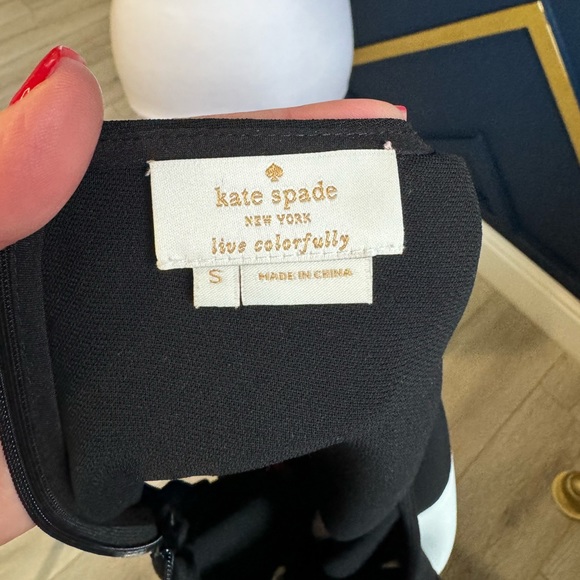 kate spade
NEW YORK
live colorfully
S
MADE IN CHINA